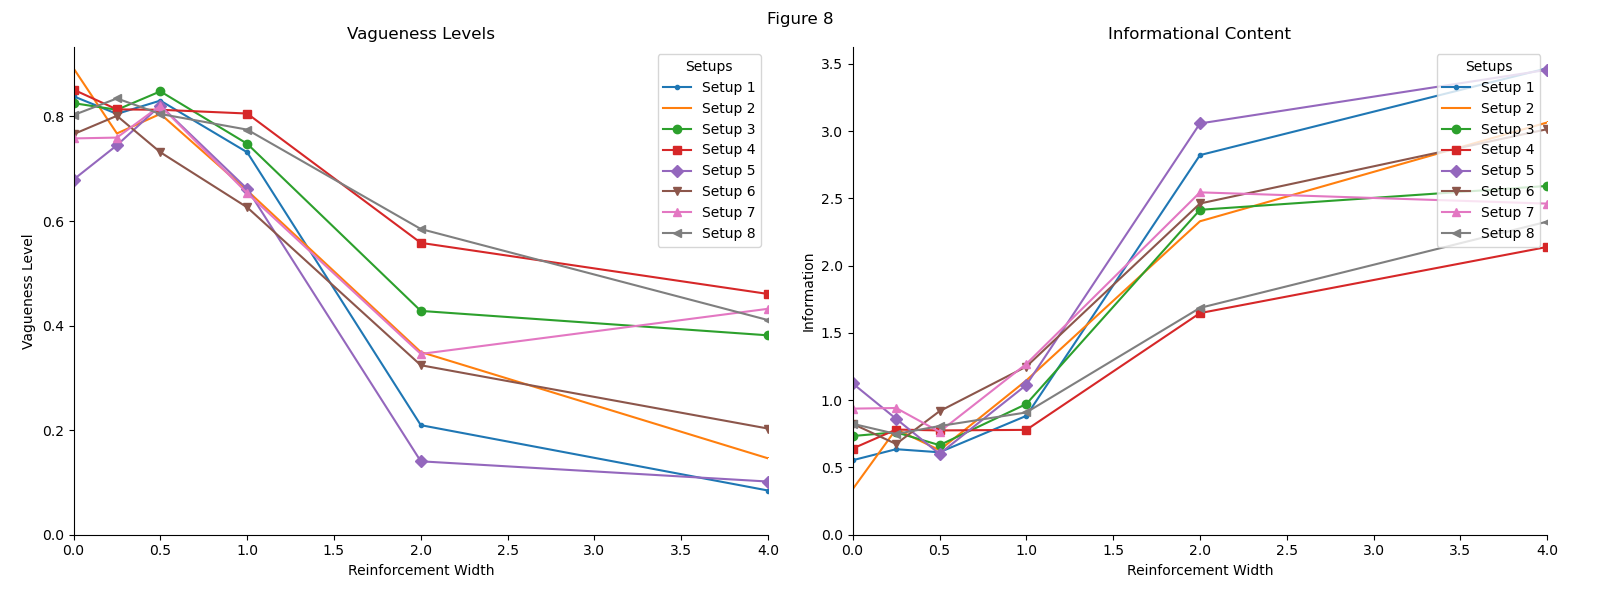 Figure 8
Vagueness Levels
Vagueness Level
0.8
0.6
0.4
0.2
0.0
0.0 0.5 1.0 1.5 2.0 2.5 3.0 3.5 4.0
Reinforcement Width
Setups
Setup 1
Setup 2
Setup 3
Setup 4
Setup 5
Setup 6
Setup 7
Setup 8
Informational Content
Information
3.5
3.0
2.5
2.0
1.5
1.0
0.5
0.0
0.0 0.5 1.0 1.5 2.0 2.5 3.0 3.5 4.0
Reinforcement Width
Setups
Setup 1
Setup 2
Setup 3
Setup 4
Setup 5
Setup 6
Setup 7
Setup 8